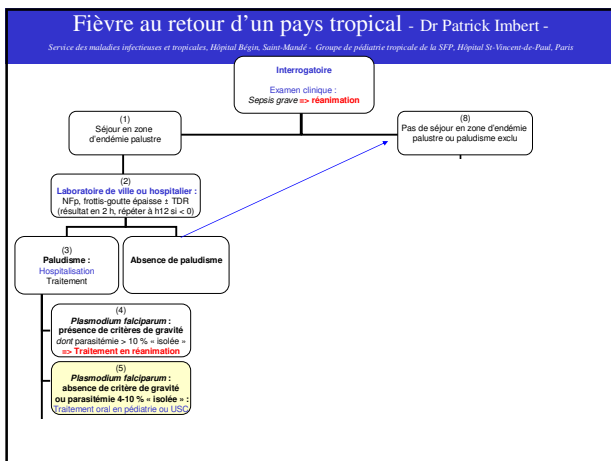 Fièvre au retour d'un pays tropical - Dr Patrick Imbert -
Service des maladies infectieuses et tropicales, Hôpital Bégin, Saint-Mandé - Groupe de pédiatrie tropicale de la SFP, Hôpital St-Vincent-de-Paul, Paris
Interrogatoire
Examen clinique :
Sepsis grave => réanimation
(1)
Séjour en zone
d'endémie palustre
(8)
Pas de séjour en zone d'endémie
palustre ou paludisme exclu
(2)
Laboratoire de ville ou hospitalier :
NFp, frottis-goutte épaisse ± TDR
(résultat en 2 h, répéter à h12 si < 0)
(3)
Paludisme :
Hospitalisation
Traitement
Absence de paludisme
(4)
Plasmodium falciparum :
présence de critères de gravité
dont parasitémie > 10 % « isolée »
=> Traitement en réanimation
(5)
Plasmodium falciparum :
absence de critère de gravité
ou parasitémie 4-10 % « isolée » :
Traitement oral en pédiatrie ou USC